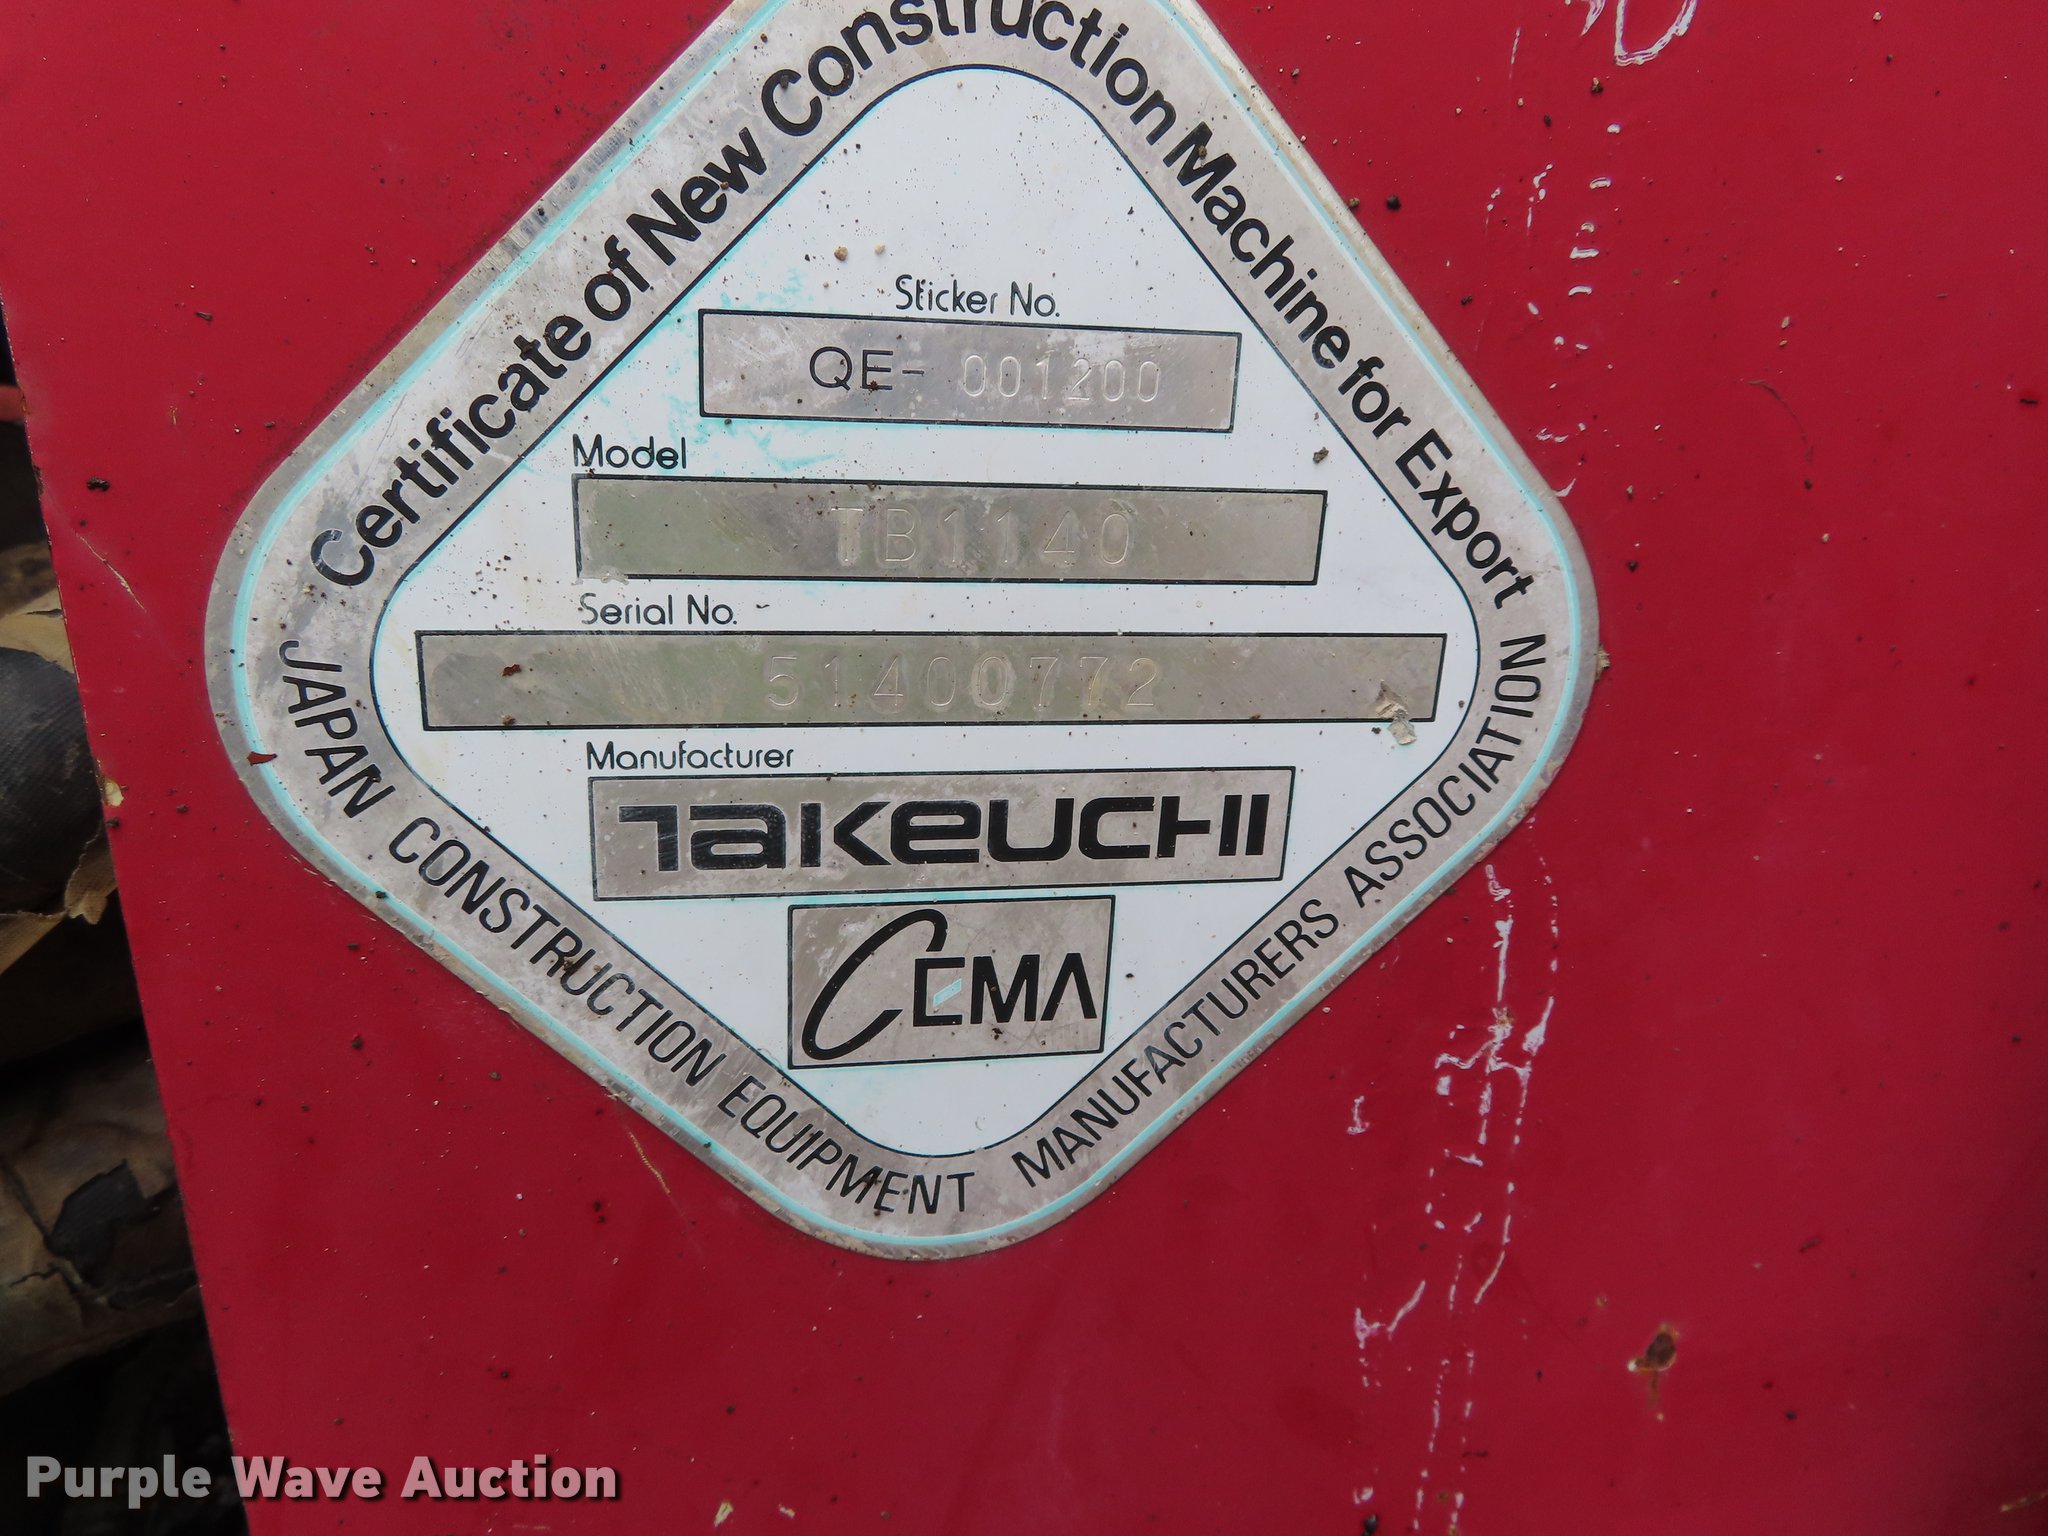 Certificate of New Construction Machine for Export
Sticker No.
QE- 001200
Model
TB1140
Serial No.
51400772
Manufacturer
TAKEUCHI
CEMA
JAPAN CONSTRUCTION EQUIPMENT MANUFACTURERS ASSOCIATION
Purple Wave Auction